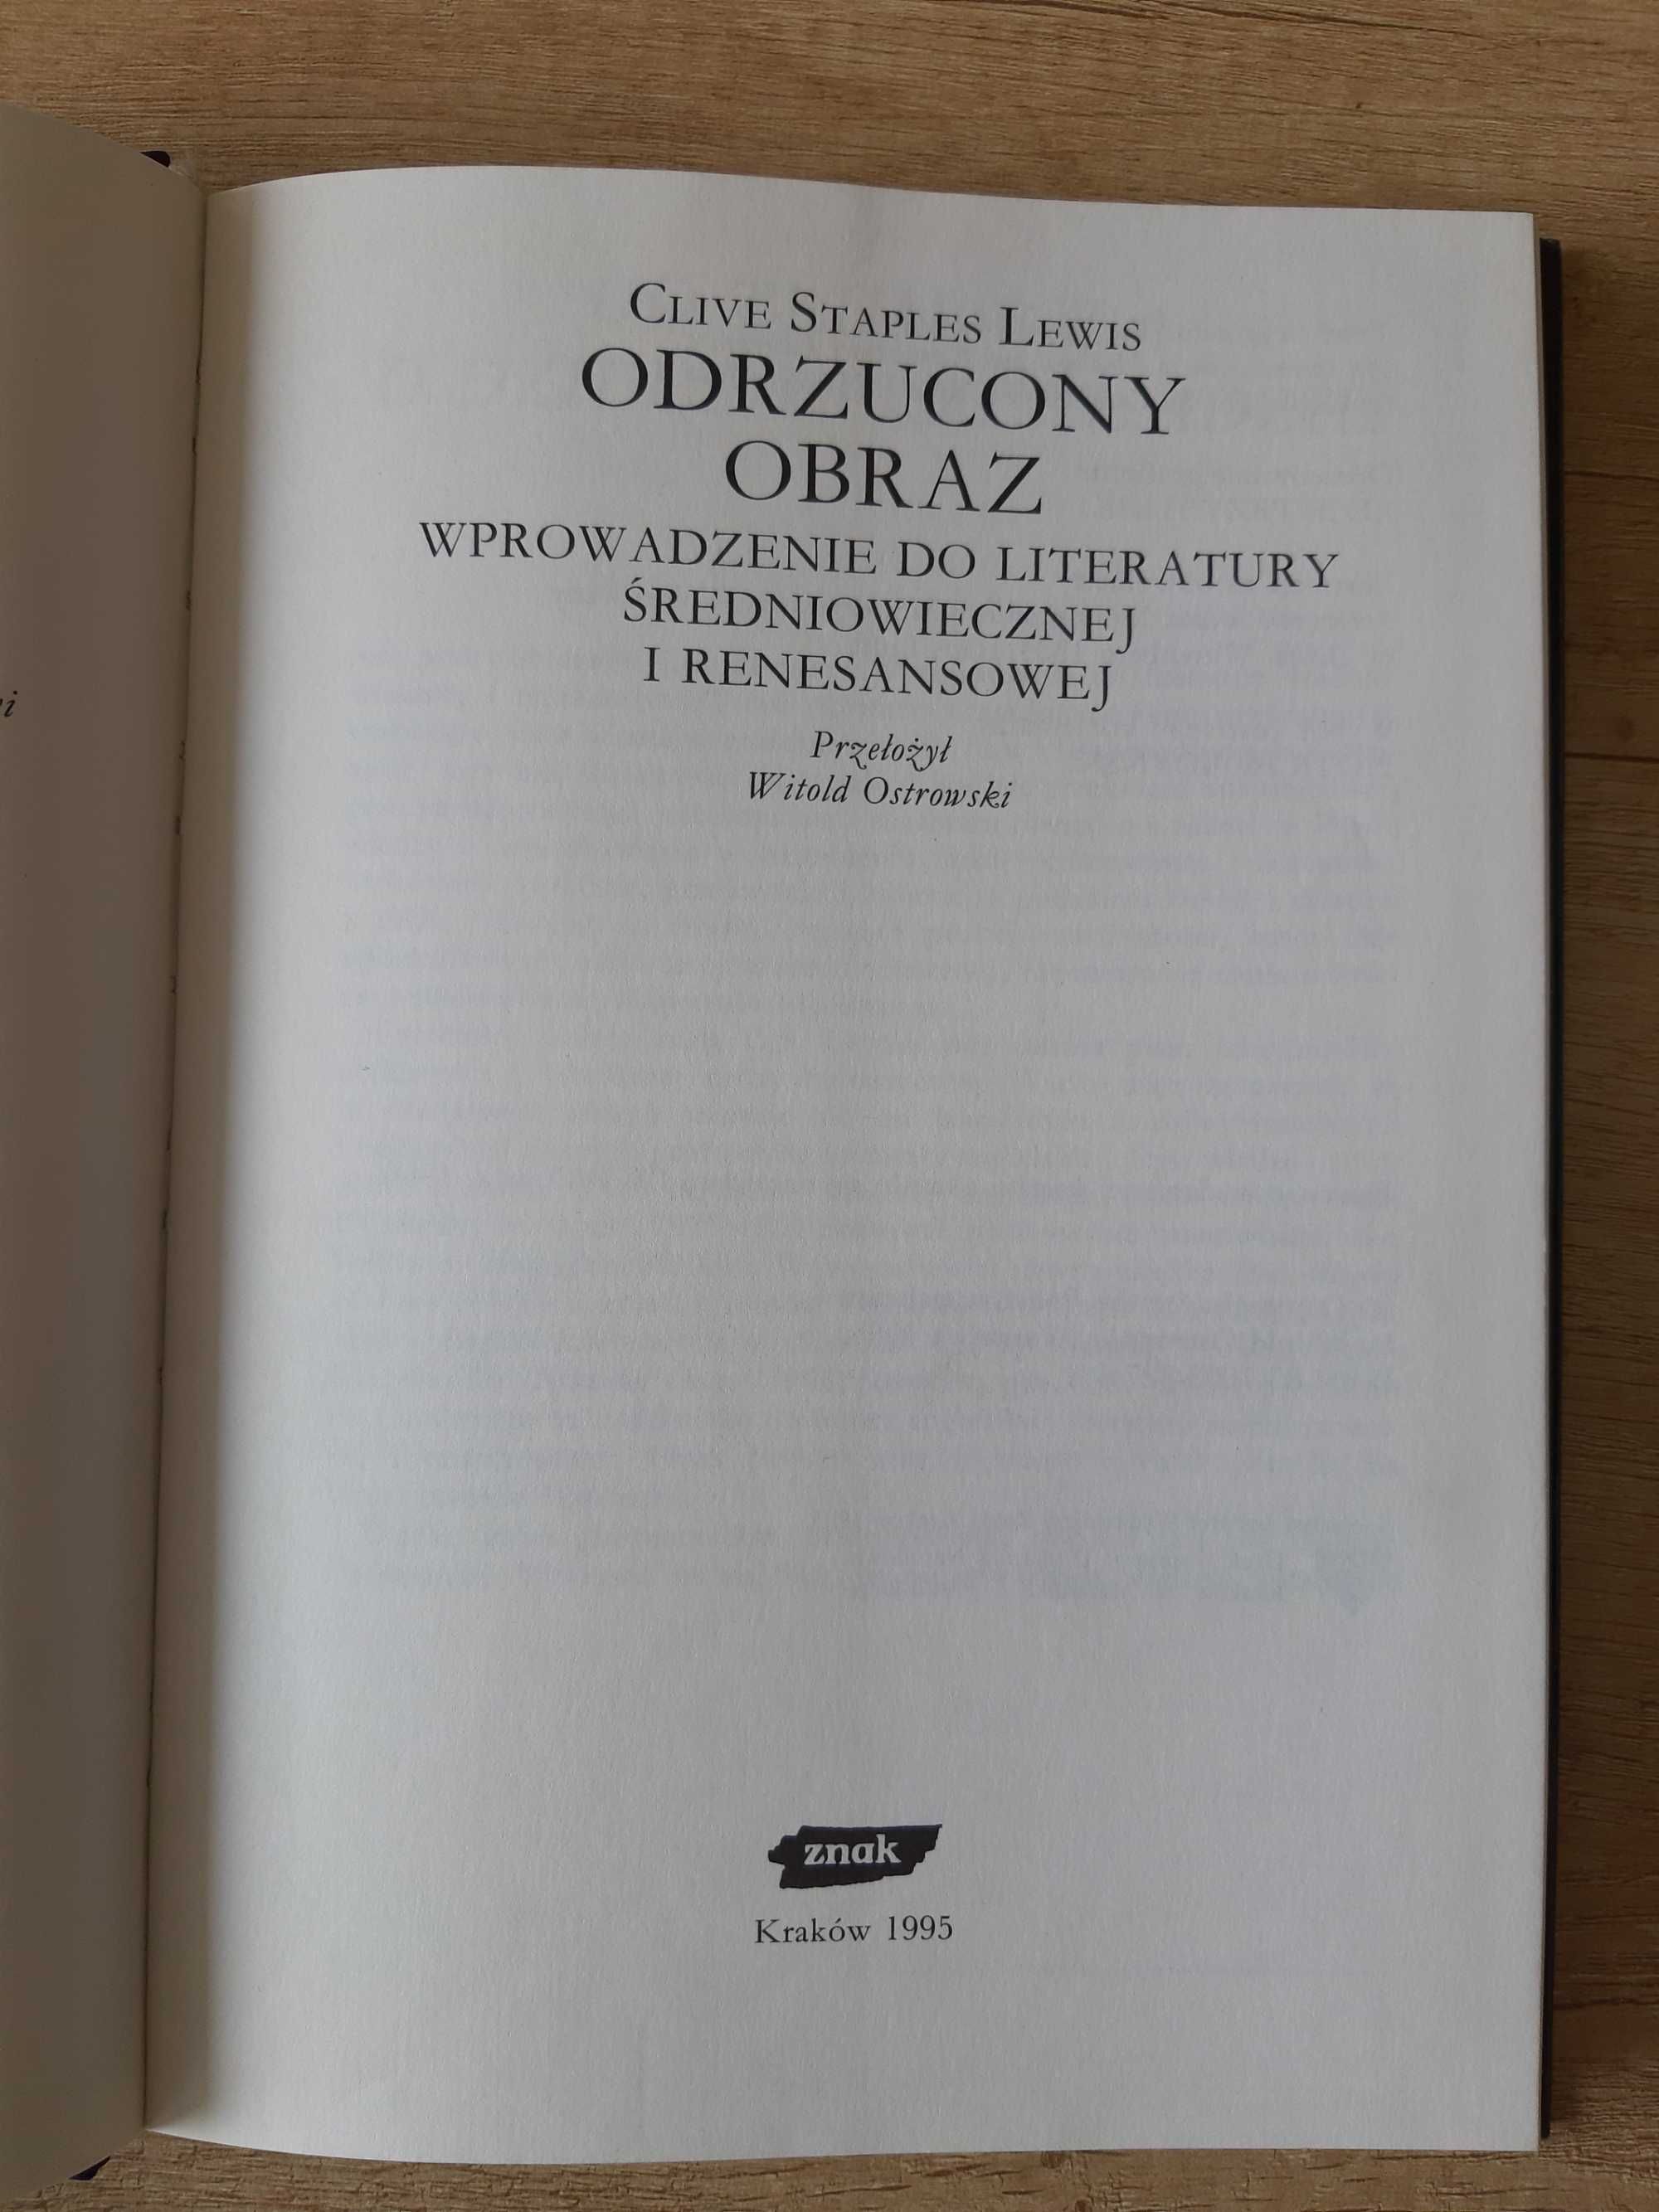 Clive Staples Lewis
ODRZUCONY
OBRAZ
WPROWADZENIE DO LITERATURY
ŚREDNIOWIECZNEJ
I RENESANSOWEJ
Przełożył
Witold Ostrowski
znak
Kraków 1995